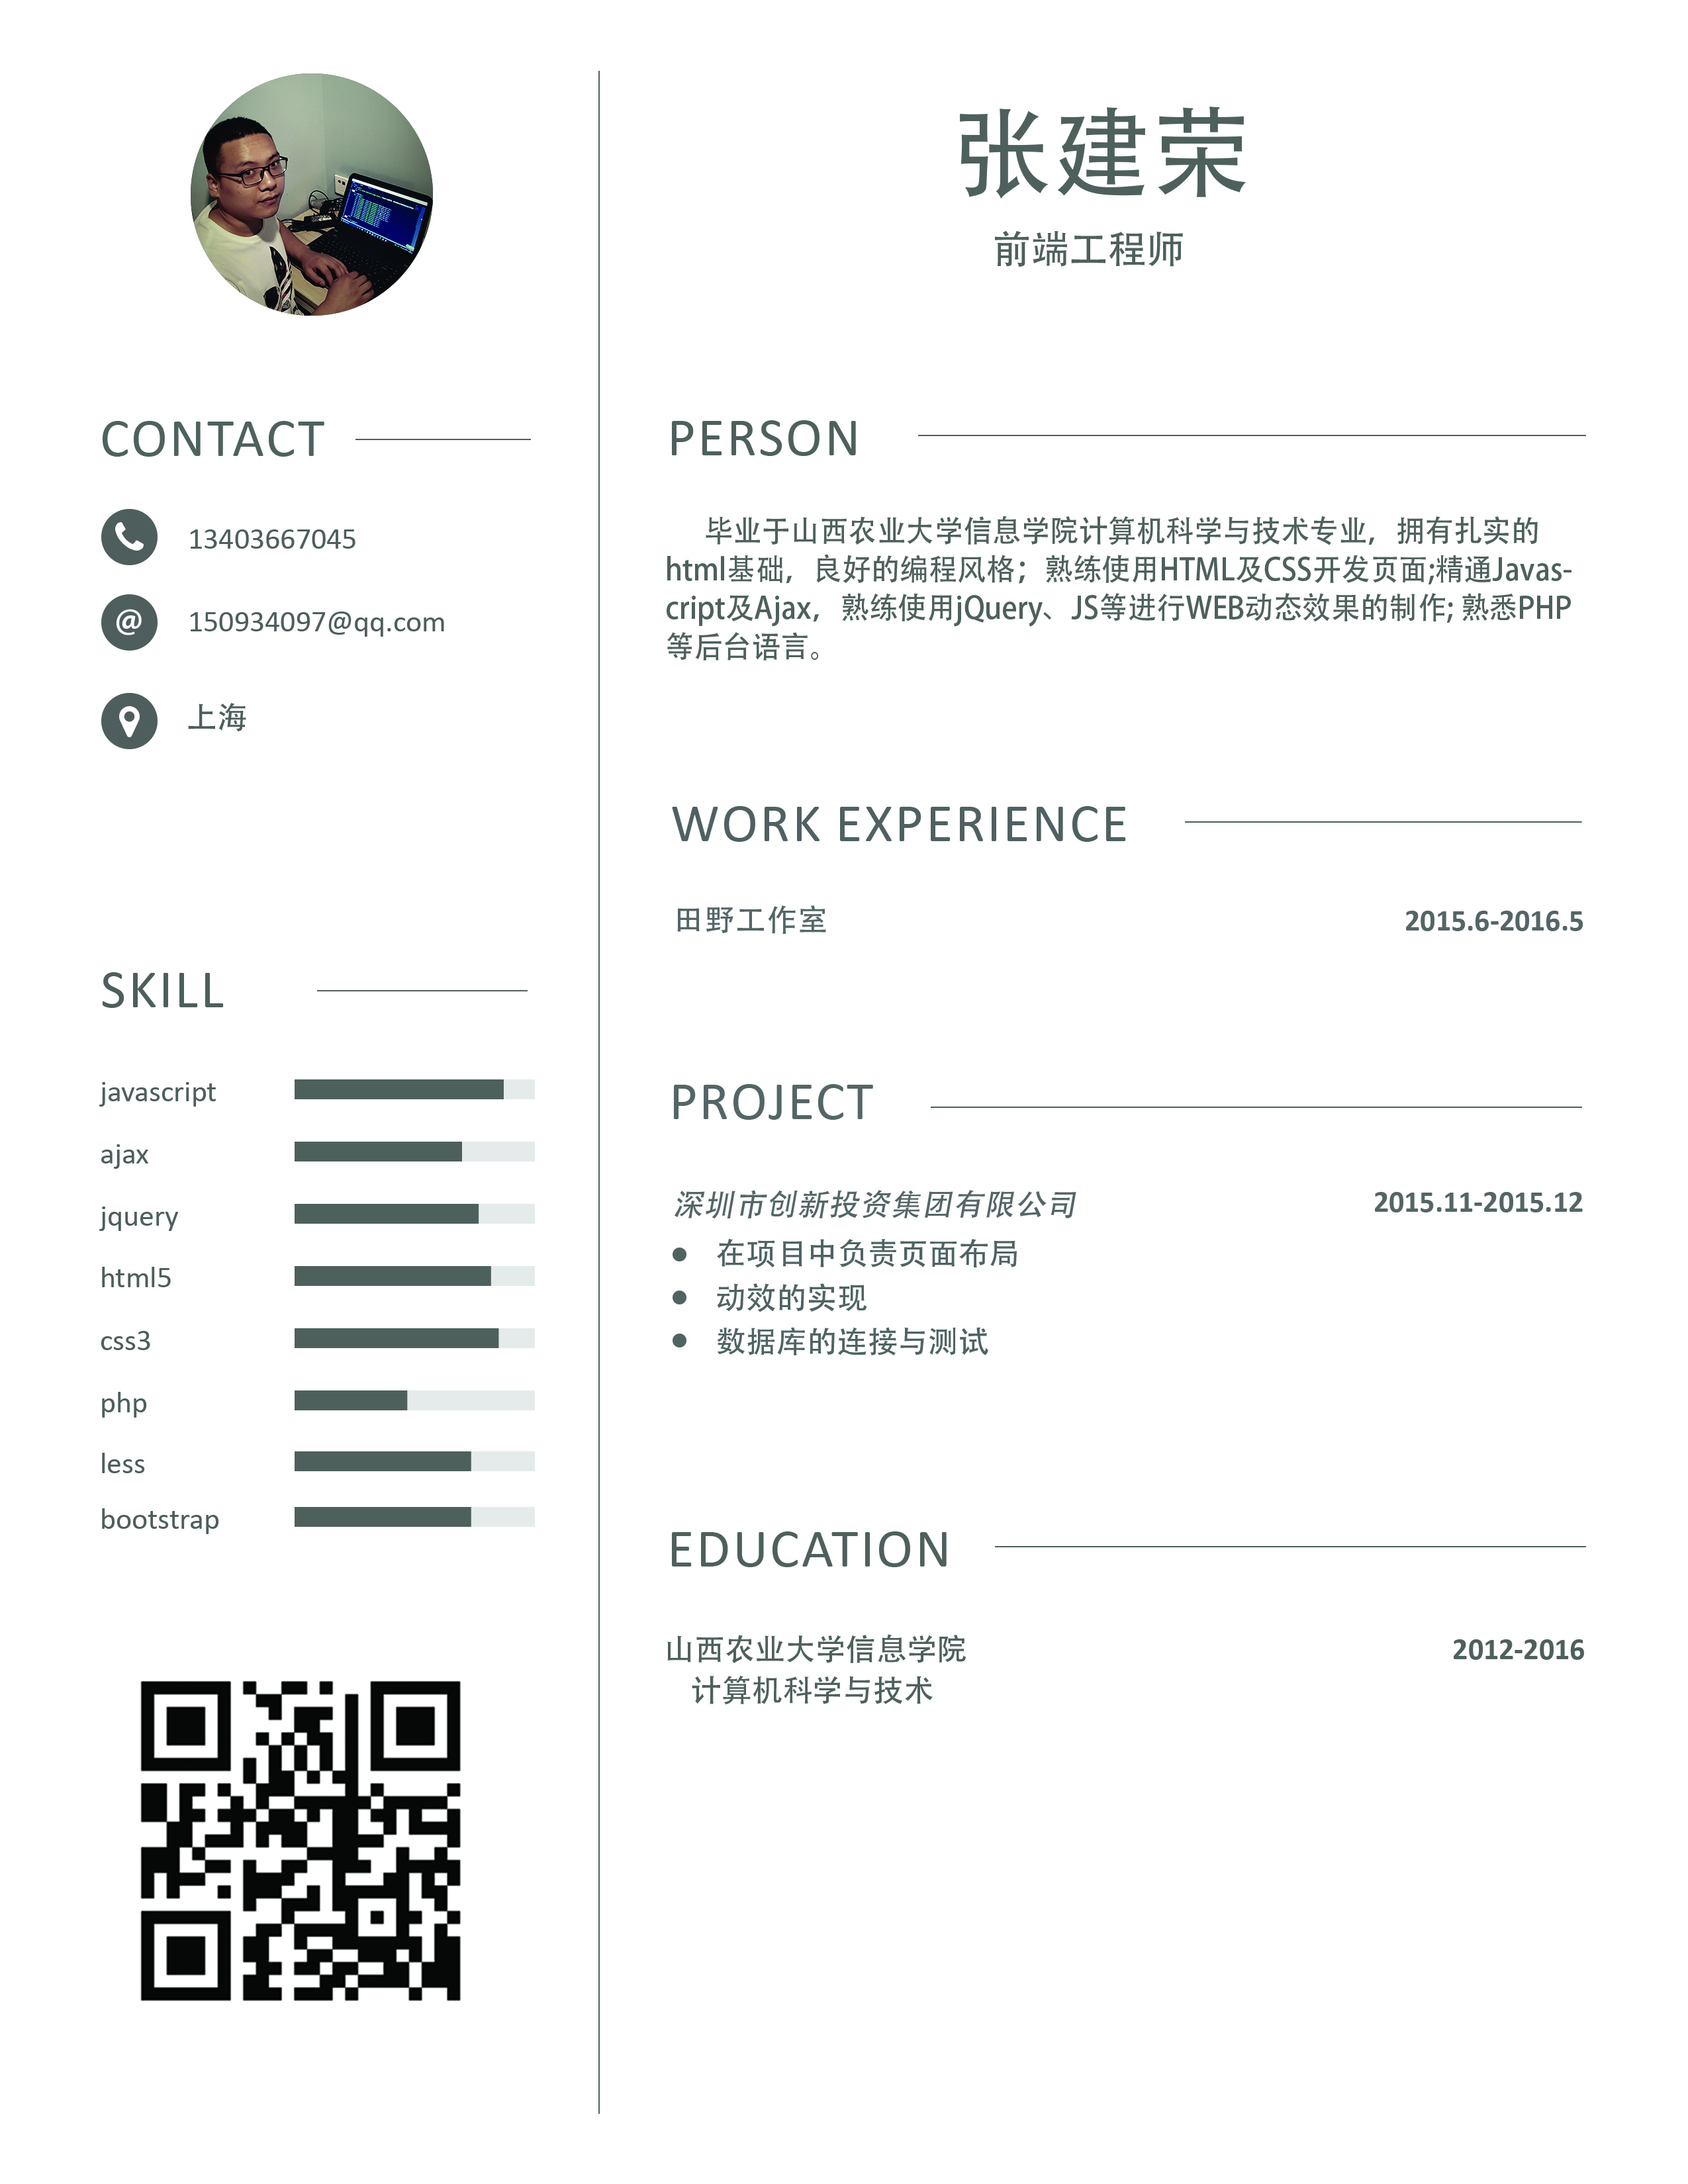 张建荣
前端工程师
CONTACT
13403667045
@
150934097@qq.com
上海
SKILL
javascript
ajax
jquery
html5
css3
php
less
bootstrap
PERSON
毕业于山西农业大学信息学院计算机科学与技术专业，拥有扎实的
html基础，良好的编程风格；熟练使用HTML及CSS开发页面;精通Javas-
cript及Ajax，熟练使用jQuery、JS等进行WEB动态效果的制作; 熟悉PHP
等后台语言。
WORK EXPERIENCE
田野工作室 2015.6-2016.5
PROJECT
深圳市创新投资集团有限公司 2015.11-2015.12
● 在项目中负责页面布局
● 动效的实现
● 数据库的连接与测试
EDUCATION
山西农业大学信息学院 2012-2016
计算机科学与技术